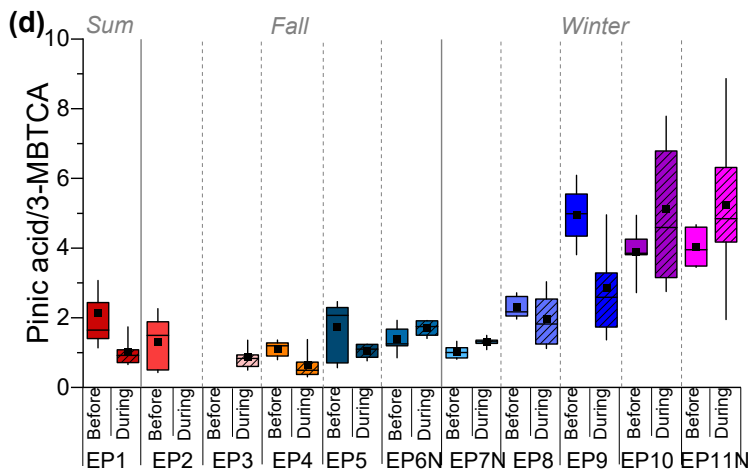 (d) Sum Fall Winter
Pinic acid/3-MBTCA
10
8
6
4
2
0
Before During Before During Before During Before During Before During Before During Before During Before During Before During Before During Before During
EP1 EP2 EP3 EP4 EP5 EP6N EP7N EP8 EP9 EP10 EP11N